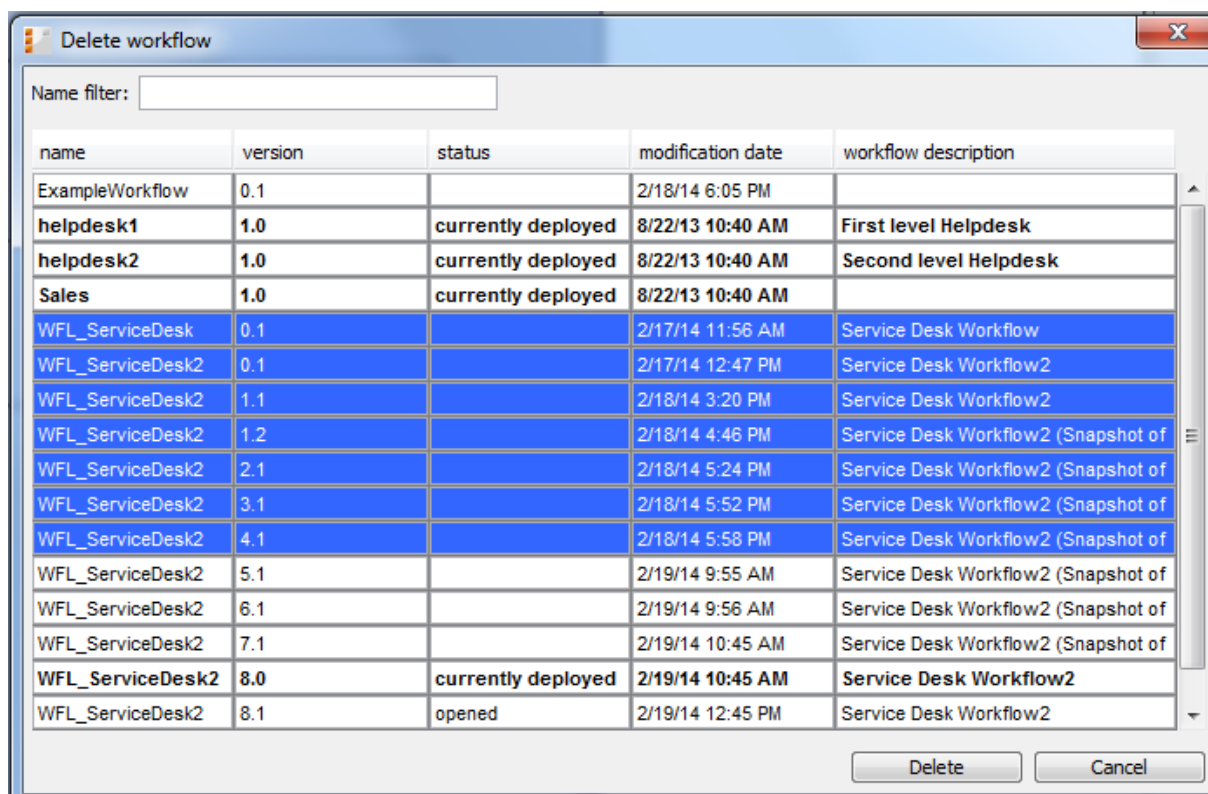 Delete workflow
Name filter:
name version status modification date workflow description
ExampleWorkflow 0.1 2/18/14 6:05 PM
helpdesk1 1.0 currently deployed 8/22/13 10:40 AM First level Helpdesk
helpdesk2 1.0 currently deployed 8/22/13 10:40 AM Second level Helpdesk
Sales 1.0 currently deployed 8/22/13 10:40 AM
WFL_ServiceDesk 0.1 2/17/14 11:56 AM Service Desk Workflow
WFL_ServiceDesk2 0.1 2/17/14 12:47 PM Service Desk Workflow2
WFL_ServiceDesk2 1.1 2/18/14 3:20 PM Service Desk Workflow2
WFL_ServiceDesk2 1.2 2/18/14 4:46 PM Service Desk Workflow2 (Snapshot of
WFL_ServiceDesk2 2.1 2/18/14 5:24 PM Service Desk Workflow2 (Snapshot of
WFL_ServiceDesk2 3.1 2/18/14 5:52 PM Service Desk Workflow2 (Snapshot of
WFL_ServiceDesk2 4.1 2/18/14 5:58 PM Service Desk Workflow2 (Snapshot of
WFL_ServiceDesk2 5.1 2/19/14 9:55 AM Service Desk Workflow2 (Snapshot of
WFL_ServiceDesk2 6.1 2/19/14 9:56 AM Service Desk Workflow2 (Snapshot of
WFL_ServiceDesk2 7.1 2/19/14 10:45 AM Service Desk Workflow2 (Snapshot of
WFL_ServiceDesk2 8.0 currently deployed 2/19/14 10:45 AM Service Desk Workflow2
WFL_ServiceDesk2 8.1 opened 2/19/14 12:45 PM Service Desk Workflow2
Delete Cancel